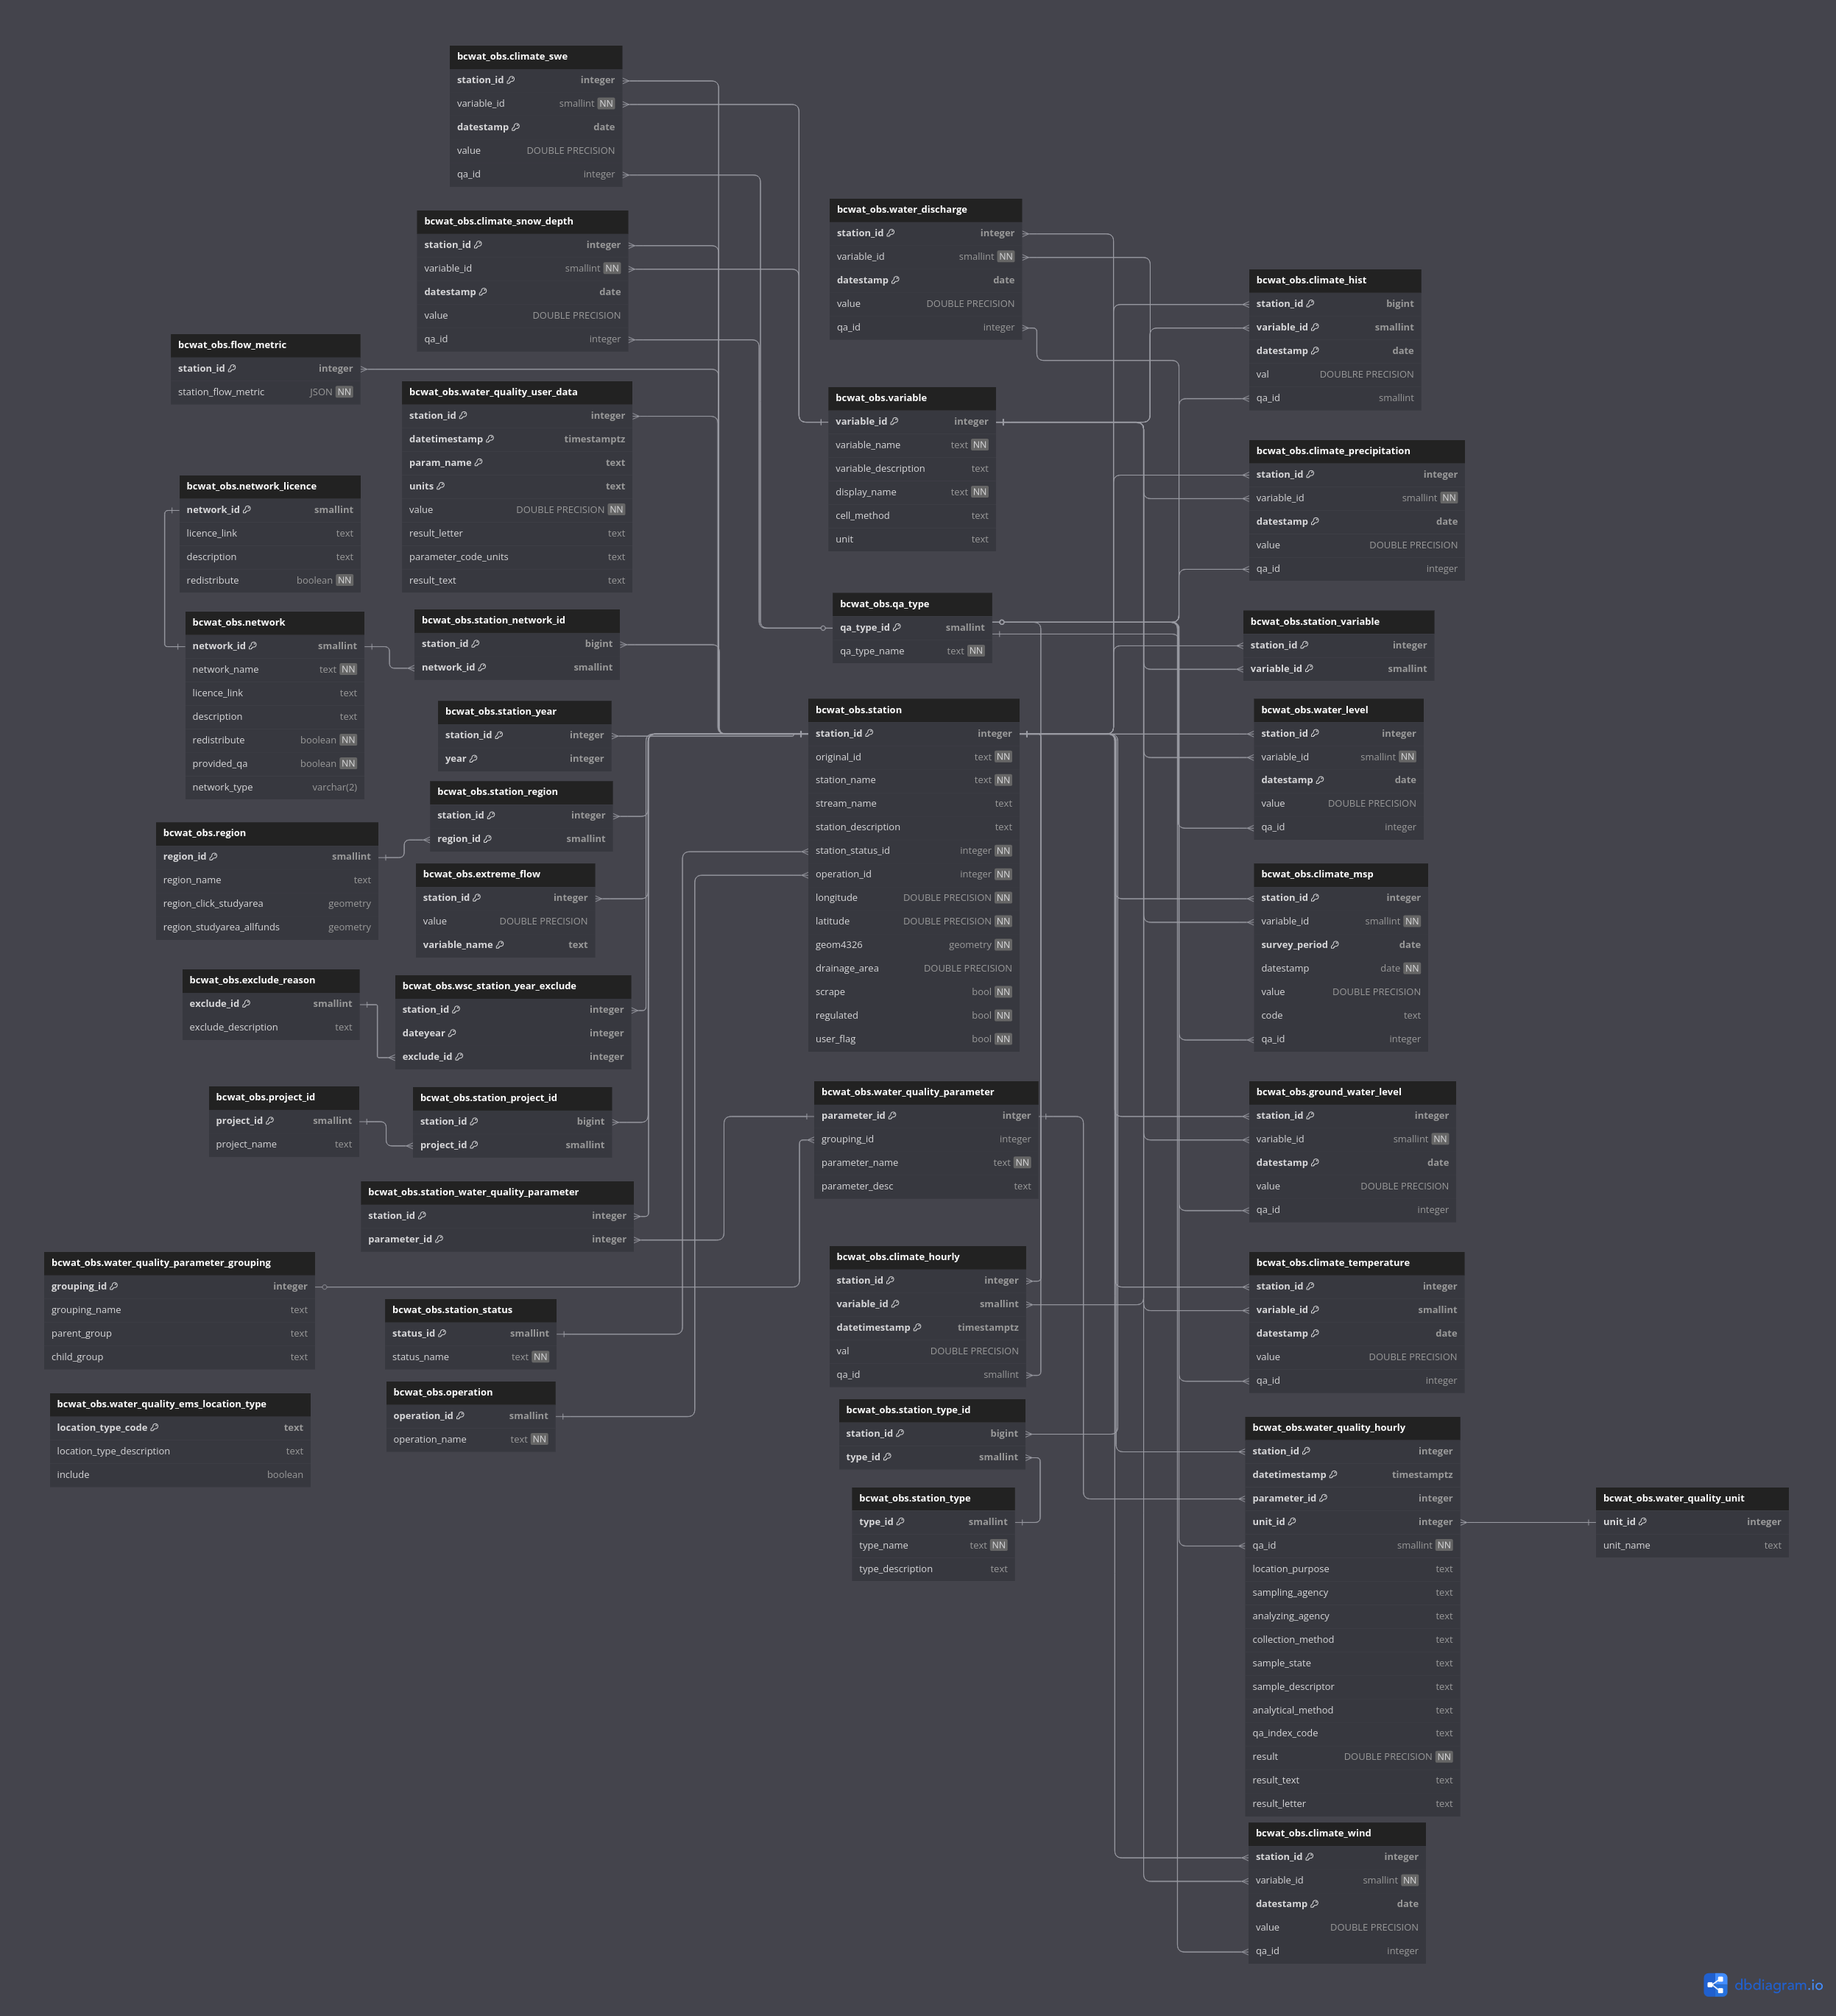 bcwat_obs.climate_swe
station_id integer
variable_id smallint NN
datestamp date
value DOUBLE PRECISION
qa_id integer
bcwat_obs.climate_snow_depth
station_id integer
variable_id smallint NN
datestamp date
value DOUBLE PRECISION
qa_id integer
bcwat_obs.flow_metric
station_id integer
station_flow_metric JSON NN
bcwat_obs.water_quality_user_data
station_id integer
datetimestamp timestamptz
param_name text
units text
value DOUBLE PRECISION NN
result_letter text
parameter_code_units text
result_text text
bcwat_obs.network_licence
network_id smallint
licence_link text
description text
redistribute boolean NN
bcwat_obs.network
network_id smallint
network_name text NN
licence_link text
description text
redistribute boolean NN
provided_qa boolean NN
network_type varchar(2)
bcwat_obs.station_network_id
station_id bigint
network_id smallint
bcwat_obs.station_year
station_id integer
year integer
bcwat_obs.station_region
station_id integer
region_id smallint
bcwat_obs.region
region_id smallint
region_name text
region_click_studyarea geometry
region_studyarea_allfunds geometry
bcwat_obs.extreme_flow
station_id integer
value DOUBLE PRECISION
variable_name text
bcwat_obs.exclude_reason
exclude_id smallint
exclude_description text
bcwat_obs.wsc_station_year_exclude
station_id integer
dateyear integer
exclude_id integer
bcwat_obs.project_id
project_id smallint
project_name text
bcwat_obs.station_project_id
station_id bigint
project_id smallint
bcwat_obs.station_water_quality_parameter
station_id integer
parameter_id integer
bcwat_obs.water_quality_parameter_grouping
grouping_id integer
grouping_name text
parent_group text
child_group text
bcwat_obs.station_status
status_id smallint
status_name text NN
bcwat_obs.operation
operation_id smallint
operation_name text NN
bcwat_obs.water_quality_ems_location_type
location_type_code text
location_type_description text
include boolean
bcwat_obs.water_discharge
station_id integer
variable_id smallint NN
datestamp date
value DOUBLE PRECISION
qa_id integer
bcwat_obs.variable
variable_id integer
variable_name text NN
variable_description text
display_name text NN
cell_method text
unit text
bcwat_obs.qa_type
qa_type_id smallint
qa_type_name text NN
bcwat_obs.station
station_id integer
original_id text NN
station_name text NN
stream_name text
station_description text
station_status_id integer NN
operation_id integer NN
longitude DOUBLE PRECISION NN
latitude DOUBLE PRECISION NN
geom4326 geometry NN
drainage_area DOUBLE PRECISION
scrape bool NN
regulated bool NN
user_flag bool NN
bcwat_obs.water_quality_parameter
parameter_id intger
grouping_id integer
parameter_name text NN
parameter_desc text
bcwat_obs.climate_hourly
station_id integer
variable_id smallint
datetimestamp timestamptz
val DOUBLE PRECISION
qa_id smallint
bcwat_obs.station_type_id
station_id bigint
type_id smallint
bcwat_obs.station_type
type_id smallint
type_name text NN
type_description text
bcwat_obs.climate_hist
station_id bigint
variable_id smallint
datestamp date
val DOUBLRE PRECISION
qa_id smallint
bcwat_obs.climate_precipitation
station_id integer
variable_id smallint NN
datestamp date
value DOUBLE PRECISION
qa_id integer
bcwat_obs.station_variable
station_id integer
variable_id smallint
bcwat_obs.water_level
station_id integer
variable_id smallint NN
datestamp date
value DOUBLE PRECISION
qa_id integer
bcwat_obs.climate_msp
station_id integer
variable_id smallint NN
survey_period date
datestamp date NN
value DOUBLE PRECISION
code text
qa_id integer
bcwat_obs.ground_water_level
station_id integer
variable_id smallint NN
datestamp date
value DOUBLE PRECISION
qa_id integer
bcwat_obs.climate_temperature
station_id integer
variable_id smallint
datestamp date
value DOUBLE PRECISION
qa_id integer
bcwat_obs.water_quality_hourly
station_id integer
datetimestamp timestamptz
parameter_id integer
unit_id integer
qa_id smallint NN
location_purpose text
sampling_agency text
analyzing_agency text
collection_method text
sample_state text
sample_descriptor text
analytical_method text
qa_index_code text
result DOUBLE PRECISION NN
result_text text
result_letter text
bcwat_obs.water_quality_unit
unit_id integer
unit_name text
bcwat_obs.climate_wind
station_id integer
variable_id smallint NN
datestamp date
value DOUBLE PRECISION
qa_id integer
dbdiagram.io